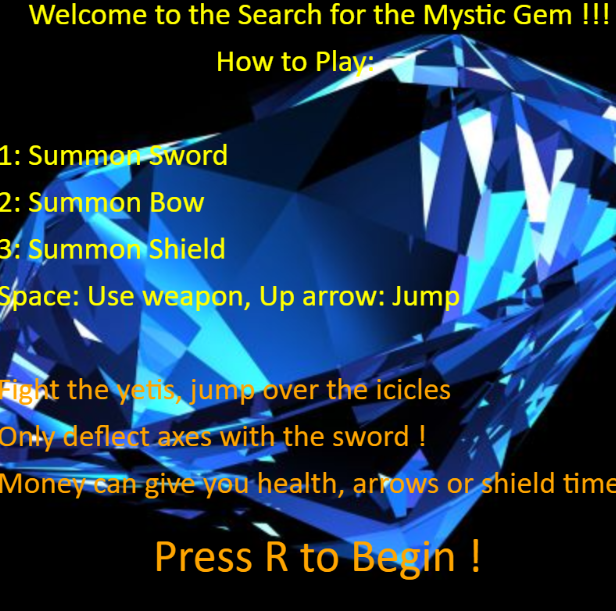 Welcome to the Search for the Mystic Gem !!!
How to Play:
1: Summon Sword
2: Summon Bow
3: Summon Shield
Space: Use weapon, Up arrow: Jump
Fight the yetis, jump over the icicles
Only deflect axes with the sword !
Money can give you health, arrows or shield time
Press R to Begin !